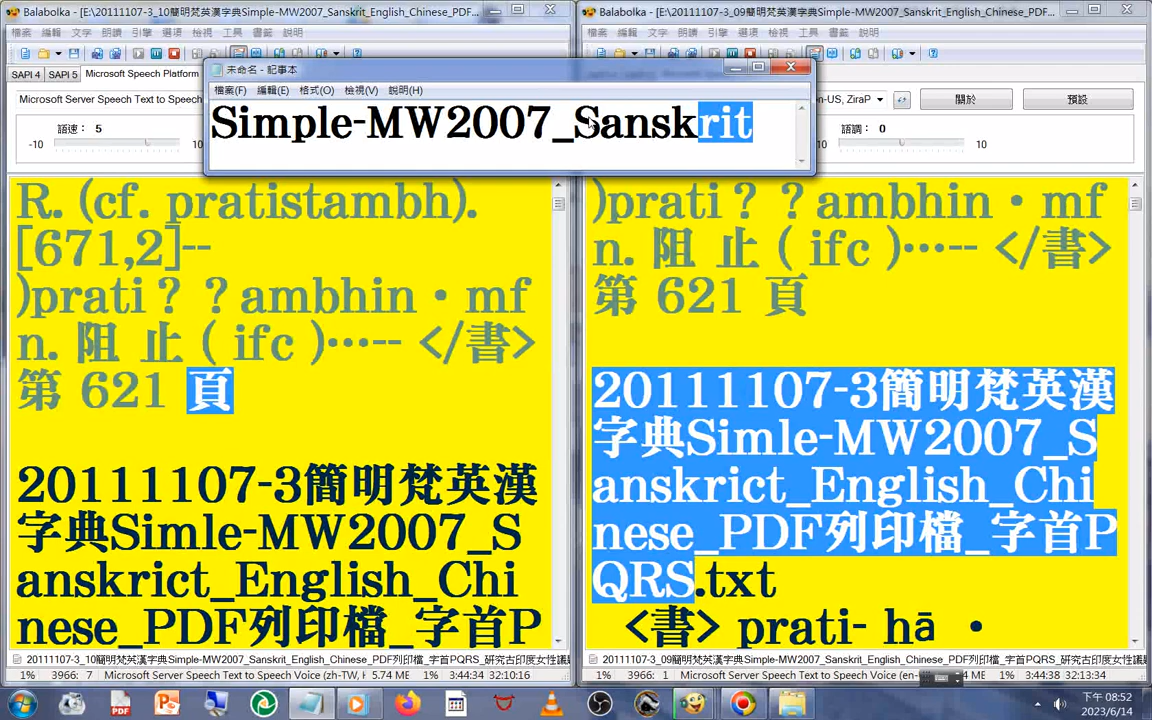 Balabolka - [E:\20111107-3_10簡明梵英漢字典Simple-MW2007_Sanskrit_English_Chinese_PDF...
檔案 編輯 文字 朗讀 引擎 選項 檢視 工具 書籤 說明
SAPI 4 SAPI 5 Microsoft Speech Platform
Microsoft Server Speech Text to Speech
語速： 5
-10
R. (cf. pratistambh).
[671,2]--
)prati？？ambhin • mf
n. 阻 止 ( ifc )…-- </書>
第 621 頁
20111107-3簡明梵英漢
字典Simle-MW2007_S
anskrict_English_Chi
nese_PDF列印檔_字首P
20111107-3_10簡明梵英漢字典Simple-MW2007_Sanskrit_English_Chinese_PDF列印檔_字首PQRS_研究古印度女性議
1% 3966: 7 Microsoft Server Speech Text to Speech Voice (zh-TW, 5.74 MB 1% 3:44:34 32:10:16
未命名 - 記事本
檔案(F) 編輯(E) 格式(O) 檢視(V) 說明(H)
Simple-MW2007_Sanskrit
Balabolka - [E:\20111107-3_09簡明梵英漢字典Simple-MW2007_Sanskrit_English_Chinese_PDF...
檔案 編輯 文字 朗讀 引擎 選項 檢視 工具 書籤 說明
en-US, ZiraP 關於 預設
語調： 0
10
)prati？？ambhin • mf
n. 阻 止 ( ifc )…-- </書>
第 621 頁
20111107-3簡明梵英漢
字典Simle-MW2007_S
anskrict_English_Chi
nese_PDF列印檔_字首P
QRS.txt
<書> prati- hā •
20111107-3_09簡明梵英漢字典Simple-MW2007_Sanskrit_English_Chinese_PDF列印檔_字首PQRS_研究古印度女性
1% 3966: 1 Microsoft Server Speech Text to Speech Voice (en-US, 5.74 MB 1% 3:44:38 32:13:34
下午 08:52
2023/6/14